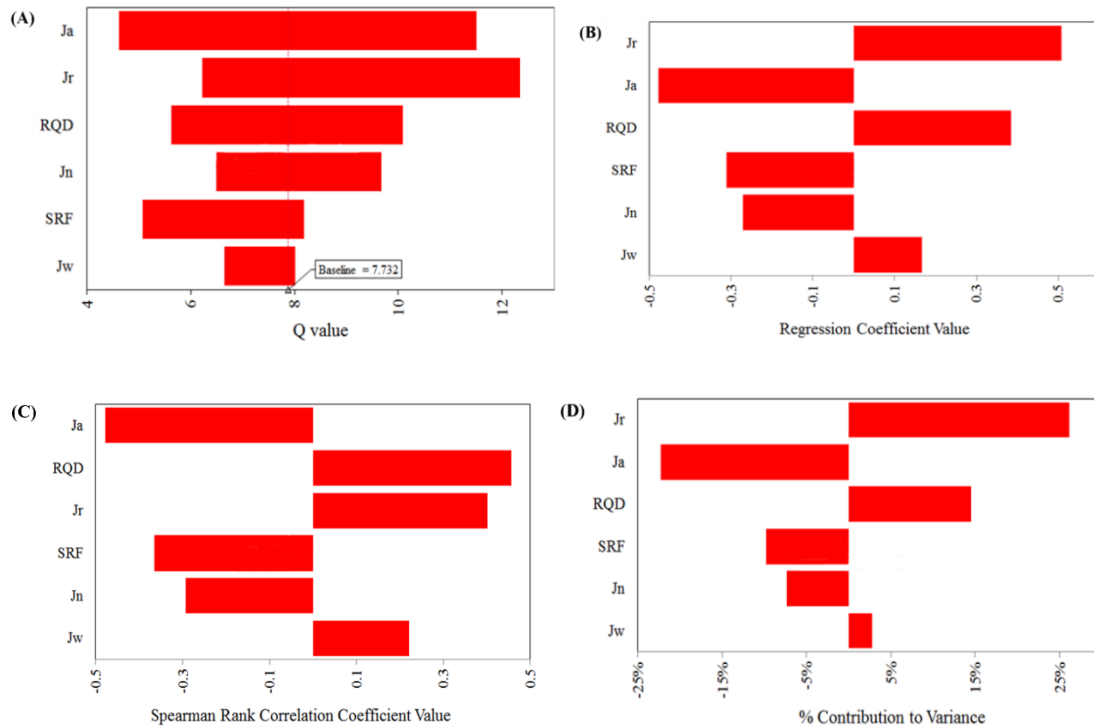 (A)
Ja
Jr
RQD
Jn
SRF
Jw
Baseline = 7.732
4 6 8 10 12
Q value
(B)
Jr
Ja
RQD
SRF
Jn
Jw
-0.5 -0.3 -0.1 0.1 0.3 0.5
Regression Coefficient Value
(C)
Ja
RQD
Jr
SRF
Jn
Jw
-0.5 -0.3 -0.1 0.1 0.3 0.5
Spearman Rank Correlation Coefficient Value
(D)
Jr
Ja
RQD
SRF
Jn
Jw
-25% -15% -5% 5% 15% 25%
% Contribution to Variance